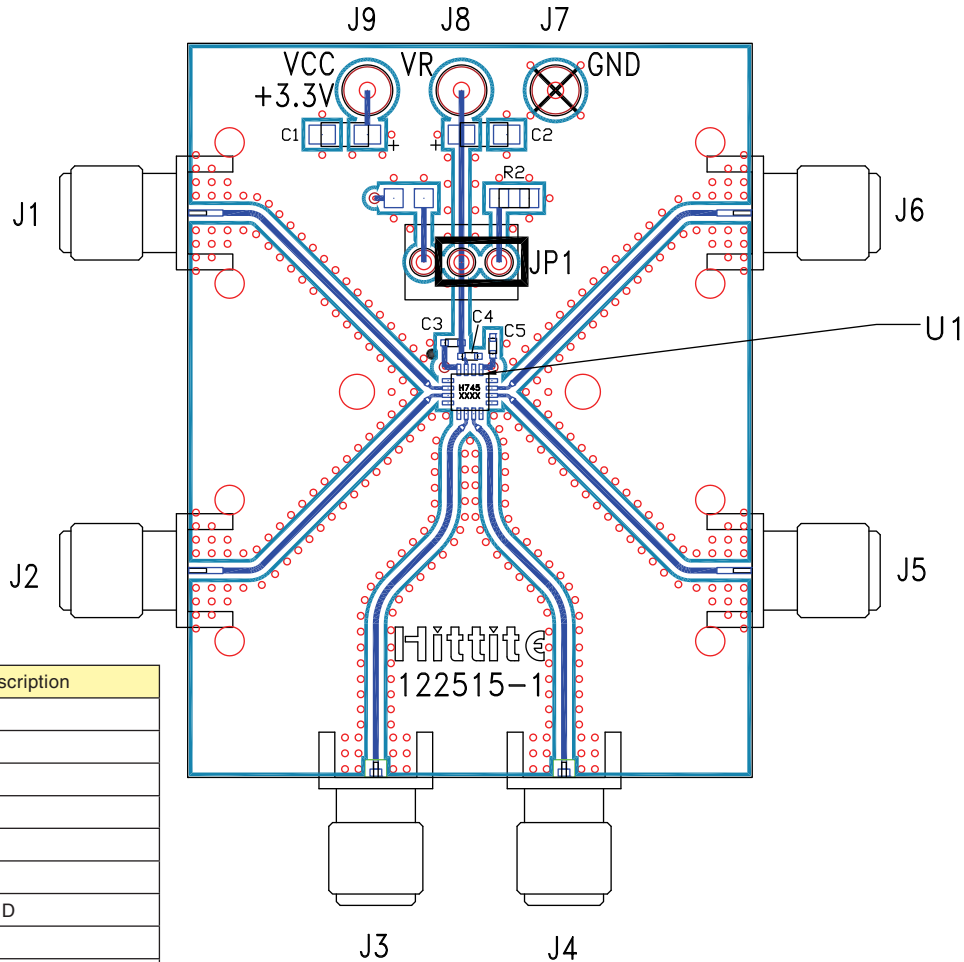 J9 J8 J7
VCC VR GND
+3.3V
C1 + + C2
R2
J1 J6
JP1
C3 C4 C5
U1
H745
XXXX
J2 J5
Hittite
122515-1
scription
D
J3 J4